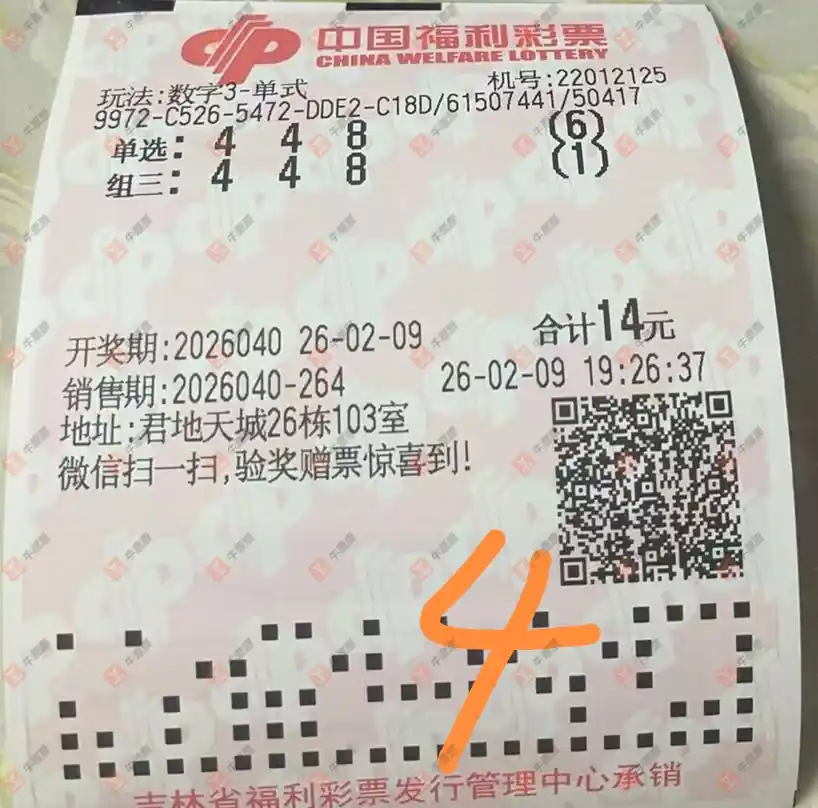 中国福利彩票
CHINA WELFARE LOTTERY
玩法:数字3-单式 机号:22012125
9972-C526-5472-DDE2-C18D/61507441/50417
单选: 4 4 8 (6)
组三: 4 4 8 (1)
开奖期:2026040 26-02-09 合计14元
销售期:2026040-264 26-02-09 19:26:37
地址:君地天城26栋103室
微信扫一扫,验奖赠票惊喜到!
4
吉林省福利彩票发行管理中心承销